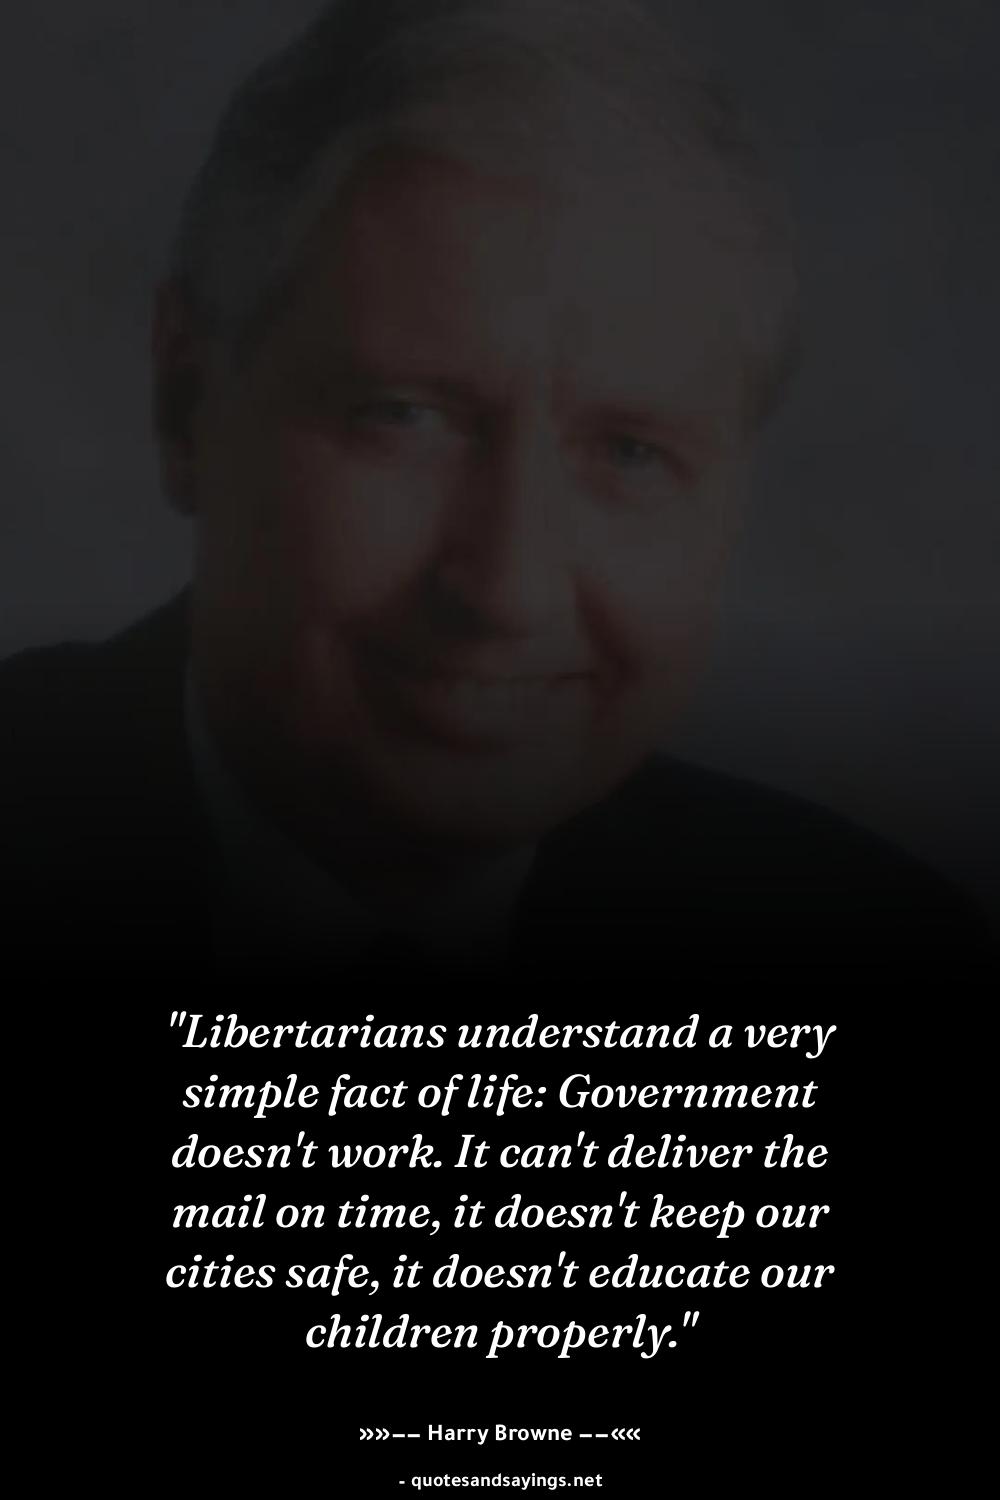 "Libertarians understand a very
simple fact of life: Government
doesn't work. It can't deliver the
mail on time, it doesn't keep our
cities safe, it doesn't educate our
children properly."
»»−− Harry Browne −−««
- quotesandsayings.net